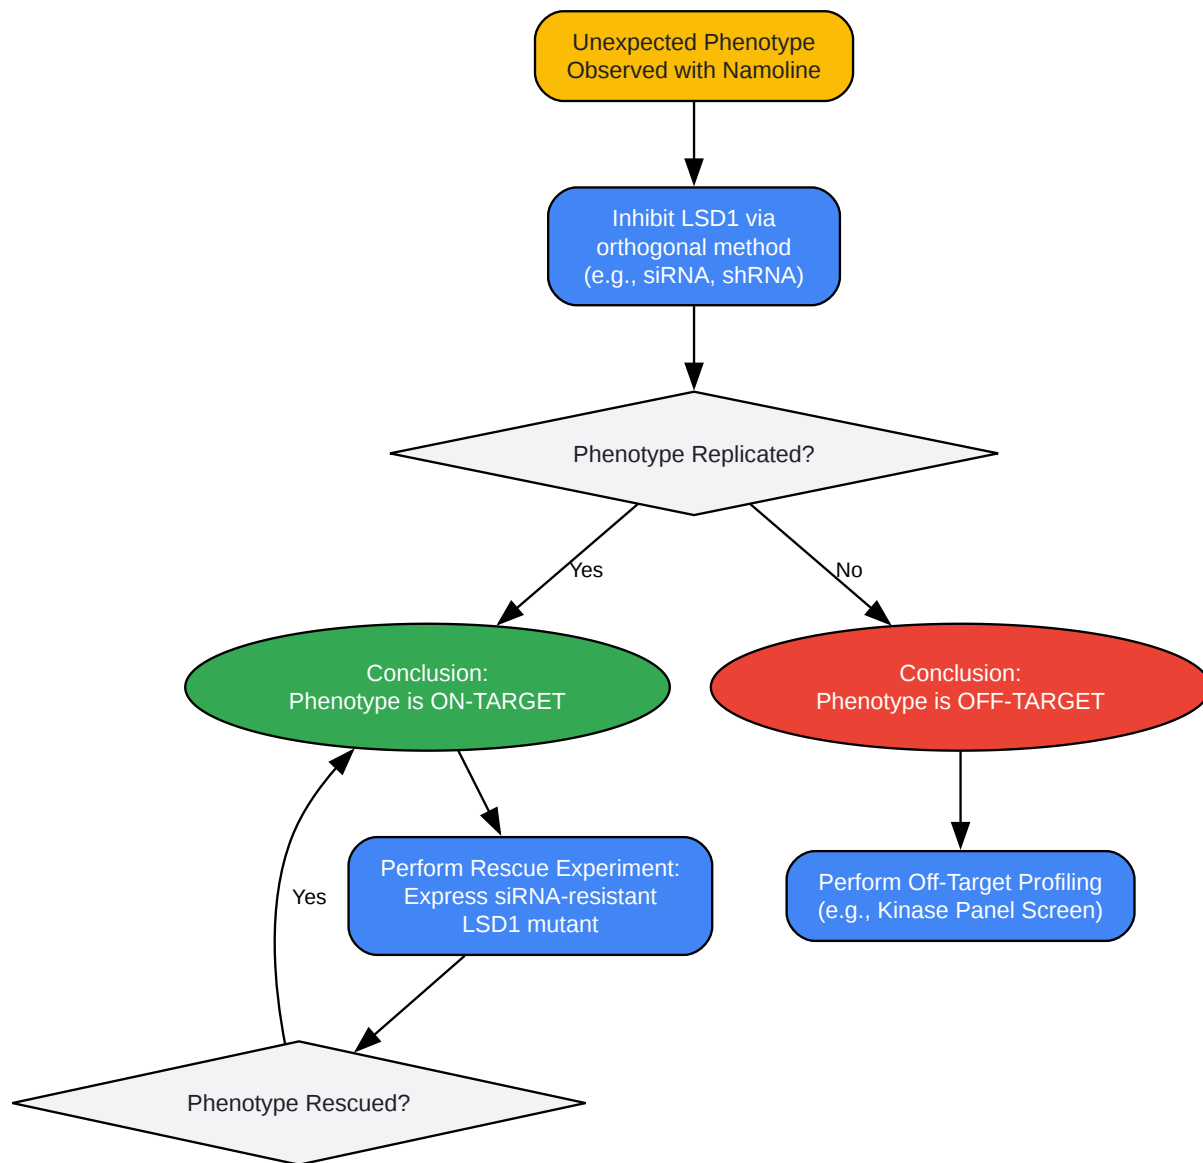 Unexpected Phenotype
Observed with Namoline
Inhibit LSD1 via
orthogonal method
(e.g., siRNA, shRNA)
Phenotype Replicated?
Yes
No
Conclusion:
Phenotype is ON-TARGET
Conclusion:
Phenotype is OFF-TARGET
Perform Rescue Experiment:
Express siRNA-resistant
LSD1 mutant
Perform Off-Target Profiling
(e.g., Kinase Panel Screen)
Yes
Phenotype Rescued?